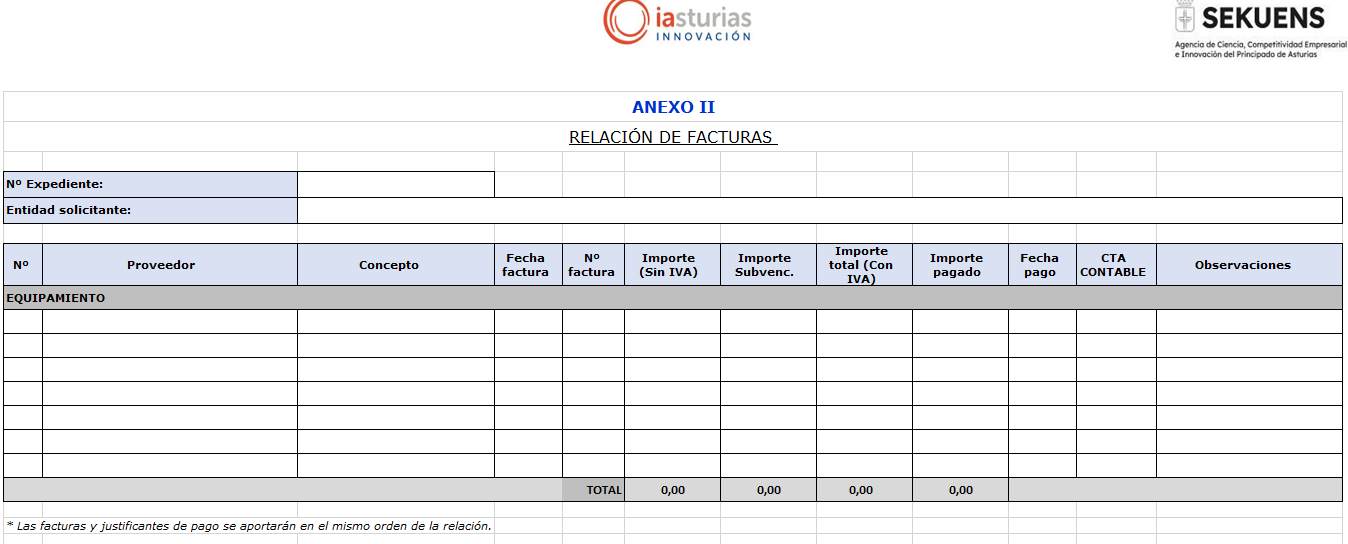 iasturias
INNOVACIÓN
SEKUENS
Agencia de Ciencia, Competitividad Empresarial
e Innovación del Principado de Asturias
ANEXO II
RELACIÓN DE FACTURAS
Nº Expediente:
Entidad solicitante:
Nº Proveedor Concepto Fecha factura Nº factura Importe (Sin IVA) Importe Subvenc. Importe total (Con IVA) Importe pagado Fecha pago CTA CONTABLE Observaciones
EQUIPAMIENTO
TOTAL 0,00 0,00 0,00 0,00
* Las facturas y justificantes de pago se aportarán en el mismo orden de la relación.